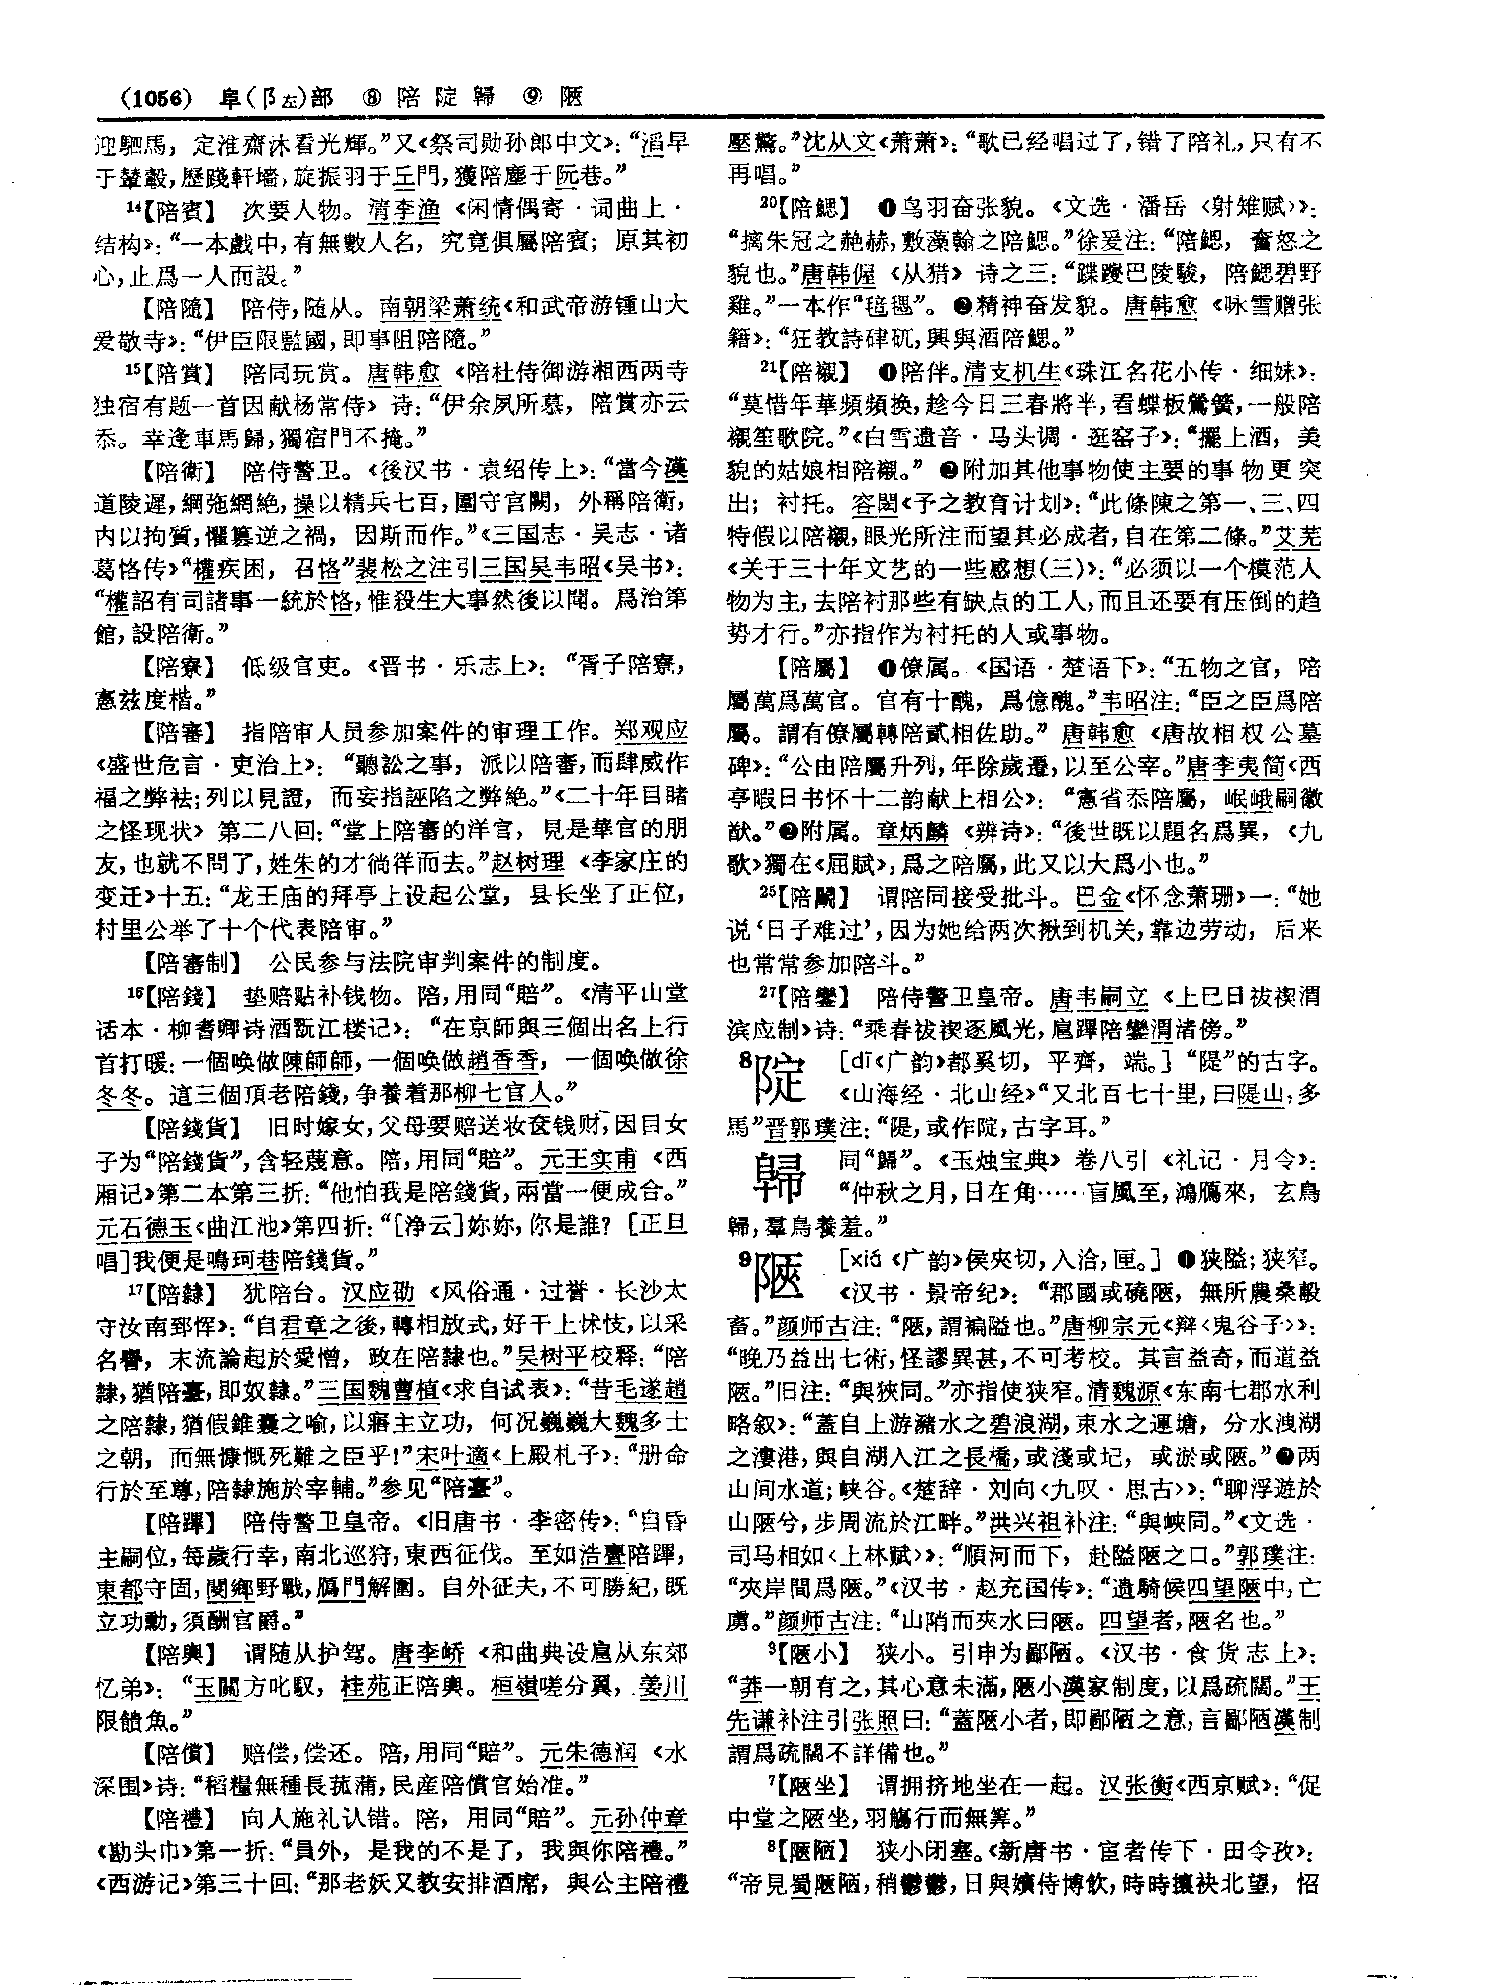 (1056) 阜(阝左)部 ⑧ 陪 㫋 歸 ⑨ 陿
迎駟馬，定淮齋沐看光輝。”又《祭司勋孙郎中文》：“滔早
于輦轂，歷踐軒墻，旋振羽于丘門，獲陪塵于阮巷。”
¹⁴【陪賓】 次要人物。清李渔《闲情偶寄·词曲上·
结构》：“一本戲中，有無數人名，究竟俱屬陪賓；原其初
心，止爲一人而設。”
【陪隨】 陪侍，随从。南朝梁萧统《和武帝游锺山大
爱敬寺》：“伊臣限監國，即事阻陪隨。”
¹⁵【陪賞】 陪同玩赏。唐韩愈《陪杜侍御游湘西两寺
独宿有题一首因献杨常侍》诗：“伊余夙所慕，陪賞亦云
忝。幸逢車馬歸，獨宿門不掩。”
【陪衛】 陪侍警卫。《後汉书·袁绍传上》：“當今漢
道陵遲，綱弛網絶，操以精兵七百，圍守宫闕，外稱陪衛，
内以拘質，懼篡逆之禍，因斯而作。”《三国志·吴志·诸
葛恪传》“權疾困，召恪”裴松之注引三国吴韦昭《吴书》：
“權詔有司諸事一統於恪，惟殺生大事然後以聞。爲治第
館，設陪衛。”
【陪寮】 低级官吏。《晋书·乐志上》：“胥子陪寮，
憲兹度楷。”
【陪審】 指陪审人员参加案件的审理工作。郑观应
《盛世危言·吏治上》：“聽訟之事，派以陪審，而肆威作
福之弊祛；列以見證，而妄指誣陷之弊絶。”《二十年目睹
之怪现状》第二八回：“堂上陪審的洋官，見是華官的朋
友，也就不問了，姓朱的才徜徉而去。”赵树理《李家庄的
变迁》十五：“龙王庙的拜亭上设起公堂，县长坐了正位，
村里公举了十个代表陪审。”
【陪審制】 公民参与法院审判案件的制度。
¹⁶【陪錢】 垫赔贴补钱物。陪，用同“賠”。《清平山堂
话本·柳耆卿诗酒翫江楼记》：“在京師與三個出名上行
首打暖：一個唤做陳師師，一個唤做趙香香，一個唤做徐
冬冬。這三個頂老陪錢，争養着那柳七官人。”
【陪錢貨】 旧时嫁女，父母要赔送妆奁钱财，因目女
子为“陪錢貨”，含轻蔑意。陪，用同“賠”。元王实甫《西
厢记》第二本第三折：“他怕我是陪錢貨，兩當一便成合。”
元石德玉《曲江池》第四折：“[浄云]妳妳，你是誰？[正旦
唱]我便是鳴珂巷陪錢貨。”
¹⁷【陪隸】 犹陪台。汉应劭《风俗通·过誉·长沙太
守汝南郅恽》：“自君章之後，轉相放式，好干上怵忮，以采
名譽，末流論起於愛憎，政在陪隸也。”吴树平校释：“陪
隸，猶陪臺，即奴隸。”三国魏曹植《求自试表》：“昔毛遂趙
之陪隸，猶假錐囊之喻，以寤主立功，何况巍巍大魏多士
之朝，而無慷慨死難之臣乎！”宋叶適《上殿札子》：“册命
行於至尊，陪隸施於宰輔。”参见“陪臺”。
【陪蹕】 陪侍警卫皇帝。《旧唐书·李密传》：“自昏
主嗣位，每歲行幸，南北巡狩，東西征伐。至如浩亹陪蹕，
東都守固，閺鄉野戰，鴈門解圍。自外征夫，不可勝紀，既
立功勳，須酬官爵。”
【陪輿】 谓随从护驾。唐李峤《和曲典设扈从东郊
忆弟》：“玉關方叱馭，桂苑正陪輿。桓嶺嗟分翼，姜川
限饋魚。”
【陪償】 赔偿，偿还。陪，用同“賠”。元朱德润《水
深围》诗：“稻糧無種長菰蒲，民産陪償官始准。”
【陪禮】 向人施礼认错。陪，用同“賠”。元孙仲章
《勘头巾》第一折：“員外，是我的不是了，我與你陪禮。”
《西游记》第三十回：“那老妖又教安排酒席，與公主陪禮
壓驚。”沈从文《萧萧》：“歌已经唱过了，错了陪礼，只有不
再唱。”
²⁰【陪鰓】 ❶鸟羽奋张貌。《文选·潘岳〈射雉赋〉》：
“摛朱冠之赩赫，敷藻翰之陪鰓。”徐爰注：“陪鰓，奮怒之
貌也。”唐韩偓《从猎》诗之三：“蹀躞巴陵駿，陪鰓碧野
雞。”一本作“毰毸”。❷精神奋发貌。唐韩愈《咏雪赠张
籍》：“狂教詩硉矹，興與酒陪鰓。”
²¹【陪襯】 ❶陪伴。清支机生《珠江名花小传·细妹》：
“莫惜年華頻頻换，趁今日三春將半，看蝶板鶯簧，一般陪
襯笙歌院。”《白雪遗音·马头调·逛窑子》：“擺上酒，美
貌的姑娘相陪襯。”❷附加其他事物使主要的事物更突
出；衬托。容闳《予之教育计划》：“此條陳之第一、三、四
特假以陪襯，眼光所注而望其必成者，自在第二條。”艾芜
《关于三十年文艺的一些感想（三）》：“必须以一个模范人
物为主，去陪衬那些有缺点的工人，而且还要有压倒的趋
势才行。”亦指作为衬托的人或事物。
【陪屬】 ❶僚属。《国语·楚语下》：“五物之官，陪
屬萬爲萬官。官有十醜，爲億醜。”韦昭注：“臣之臣爲陪
屬。謂有僚屬轉陪貳相佐助。”唐韩愈《唐故相权公墓
碑》：“公由陪屬升列，年除歲遷，以至公宰。”唐李夷简《西
亭暇日书怀十二韵献上相公》：“憲省忝陪屬，岷峨嗣徽
猷。”❷附属。章炳麟《辨诗》：“後世既以題名爲異，《九
歌》獨在《屈賦》，爲之陪屬，此又以大爲小也。”
²⁵【陪鬭】 谓陪同接受批斗。巴金《怀念萧珊》一：“她
说‘日子难过’，因为她给两次揪到机关，靠边劳动，后来
也常常参加陪斗。”
²⁷【陪鑾】 陪侍警卫皇帝。唐韦嗣立《上巳日祓禊渭
滨应制》诗：“乘春祓禊逐風光，扈蹕陪鑾渭渚傍。”
⁸ [dī《广韵》都奚切，平齊，端。]“隄”的古字。
《山海经·北山经》“又北百七十里，曰隄山，多
馬”晋郭璞注：“隄，或作，古字耳。”
同“歸”。《玉烛宝典》卷八引《礼记·月令》：
“仲秋之月，日在角……盲風至，鴻鴈來，玄鳥
歸，羣鳥養羞。”
⁹陿 [xiá《广韵》侯夾切，入洽，匣。] ❶狭隘；狭窄。
《汉书·景帝纪》：“郡國或磽陿，無所農桑毄
畜。”颜师古注：“陿，謂褊隘也。”唐柳宗元《辩〈鬼谷子〉》：
“晚乃益出七術，怪謬異甚，不可考校。其言益奇，而道益
陿。”旧注：“與狹同。”亦指使狭窄。清魏源《东南七郡水利
略叙》：“蓋自上游瀦水之碧浪湖，束水之運塘，分水洩湖
之漊港，與自湖入江之長橋，或淺或圮，或淤或陿。”❷两
山间水道；峡谷。《楚辞·刘向〈九叹·思古〉》：“聊浮遊於
山陿兮，步周流於江畔。”洪兴祖补注：“與峽同。”《文选·
司马相如〈上林赋〉》：“順河而下，赴隘陿之口。”郭璞注：
“夾岸間爲陿。”《汉书·赵充国传》：“遣騎候四望陿中，亡
虜。”颜师古注：“山陗而夾水曰陿。四望者，陿名也。”
³【陿小】 狭小。引申为鄙陋。《汉书·食货志上》：
“莽一朝有之，其心意未滿，陿小漢家制度，以爲疏闊。”王
先谦补注引张照曰：“蓋陿小者，即鄙陋之意，言鄙陋漢制
謂爲疏闊不詳備也。”
⁷【陿坐】 谓拥挤地坐在一起。汉张衡《西京赋》：“促
中堂之陿坐，羽觴行而無筭。”
⁸【陿陋】 狭小闭塞。《新唐书·宦者传下·田令孜》：
“帝見蜀陿陋，稍鬱鬱，日與嬪侍博飲，時時攘袂北望，怊